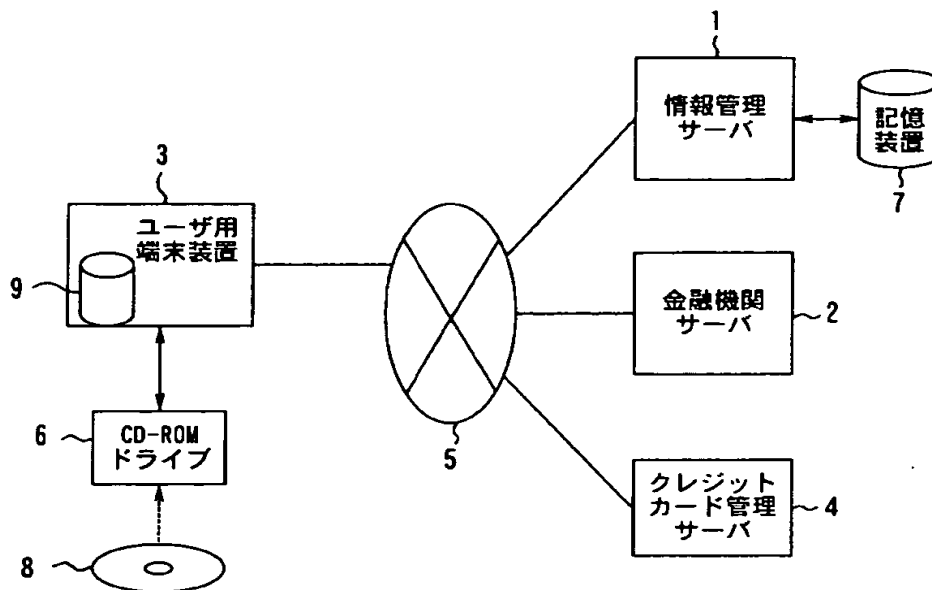 1
情報管理
サーバ
記憶
装置
7
3
ユーザ用
端末装置
9
金融機関
サーバ
2
6
CD-ROM
ドライブ
5
クレジット
カード管理
サーバ
4
8